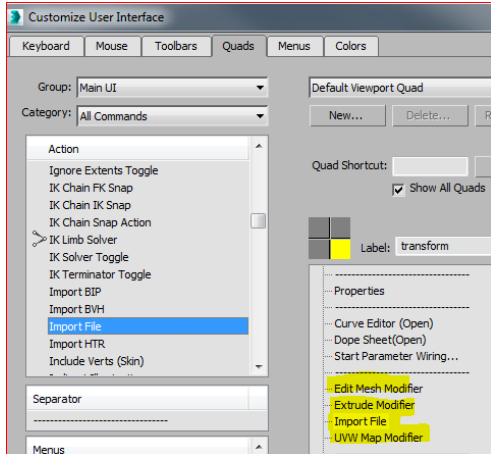 Customize User Interface
Keyboard Mouse Toolbars Quads Menus Colors
Group: Main UI
Category: All Commands
Action
Ignore Extents Toggle
IK Chain FK Snap
IK Chain IK Snap
IK Chain Snap Action
IK Limb Solver
IK Solver Toggle
IK Terminator Toggle
Import BIP
Import BVH
Import File
Import HTR
Include Verts (Skin)
Separator
--------------------------------
Menus
Default Viewport Quad
New... Delete... R
Quad Shortcut:
Show All Quads
Label: transform
--------------------------------
Properties
--------------------------------
Curve Editor (Open)
Dope Sheet(Open)
Start Parameter Wiring...
--------------------------------
Edit Mesh Modifier
Extrude Modifier
Import File
UVW Map Modifier